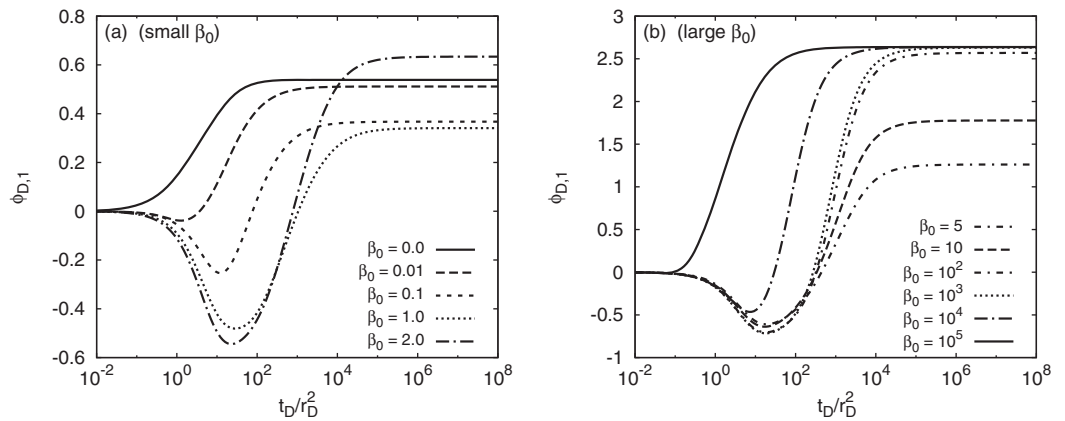 (a) (small β₀)
0.8
0.6
0.4
0.2
0
-0.2
-0.4
-0.6
ϕD,1
β₀ = 0.0
β₀ = 0.01
β₀ = 0.1
β₀ = 1.0
β₀ = 2.0
10⁻² 10⁰ 10² 10⁴ 10⁶ 10⁸
tD/rD²
(b) (large β₀)
3
2.5
2
1.5
1
0.5
0
-0.5
-1
ϕD,1
β₀ = 5
β₀ = 10
β₀ = 10²
β₀ = 10³
β₀ = 10⁴
β₀ = 10⁵
10⁻² 10⁰ 10² 10⁴ 10⁶ 10⁸
tD/rD²